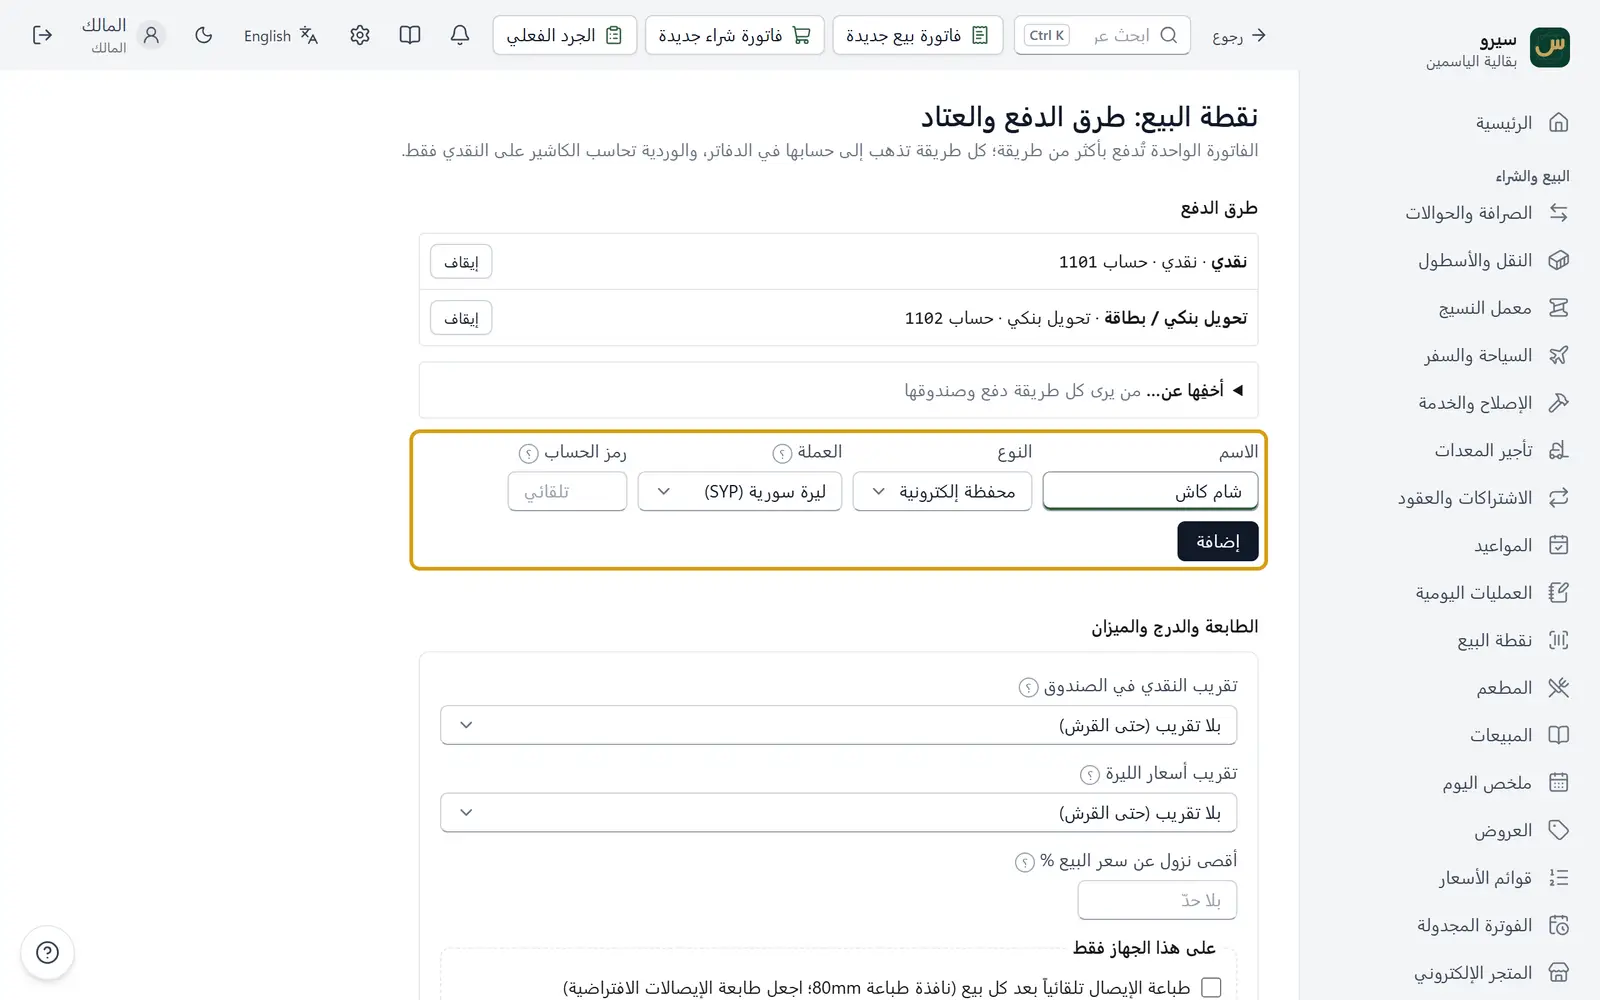 س
سيرو
بقالية الياسمين
رجوع
ابحث عر
Ctrl K
فاتورة بيع جديدة
فاتورة شراء جديدة
الجرد الفعلي
English
المالك
المالك
الرئيسية
البيع والشراء
الصرافة والحوالات
النقل والأسطول
معمل النسيج
السياحة والسفر
الإصلاح والخدمة
تأجير المعدات
الاشتراكات والعقود
المواعيد
العمليات اليومية
نقطة البيع
المطعم
المبيعات
ملخص اليوم
العروض
قوائم الأسعار
الفوترة المجدولة
المتجر الإلكتروني
نقطة البيع: طرق الدفع والعتاد
الفاتورة الواحدة تُدفع بأكثر من طريقة؛ كل طريقة تذهب إلى حسابها في الدفاتر، والوردية تحاسب الكاشير على النقدي فقط.
طرق الدفع
نقدي · نقدي · حساب 1101
إيقاف
تحويل بنكي / بطاقة · تحويل بنكي · حساب 1102
إيقاف
أخفِها عن... من يرى كل طريقة دفع وصندوقها
الاسم
النوع
العملة ؟
رمز الحساب ؟
شام كاش
محفظة إلكترونية
ليرة سورية (SYP)
تلقائي
إضافة
الطابعة والدرج والميزان
تقريب النقدي في الصندوق ؟
بلا تقريب (حتى القرش)
تقريب أسعار الليرة ؟
بلا تقريب (حتى القرش)
أقصى نزول عن سعر البيع % ؟
بلا حدّ
على هذا الجهاز فقط
طباعة الإيصال تلقائياً بعد كل بيع (نافذة طباعة 80mm؛ اجعل طابعة الإيصالات الافتراضية)